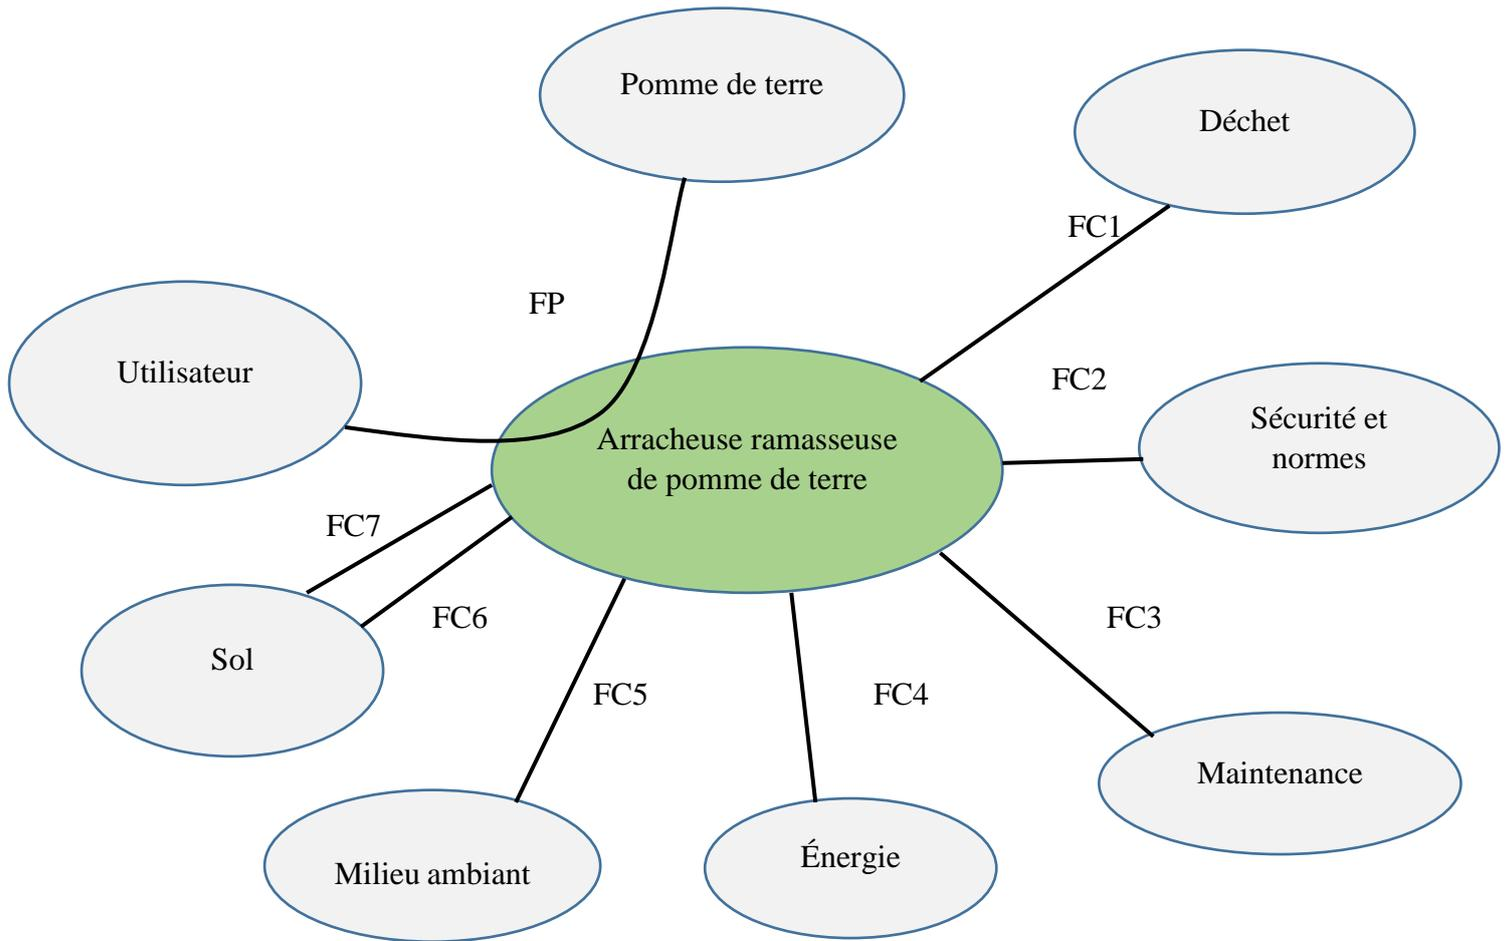 Pomme de terre
Déchet
FC1
FP
Utilisateur
FC2
Sécurité et
normes
Arracheuse ramasseuse
de pomme de terre
FC7
FC6
FC3
Sol
FC5
FC4
Maintenance
Énergie
Milieu ambiant